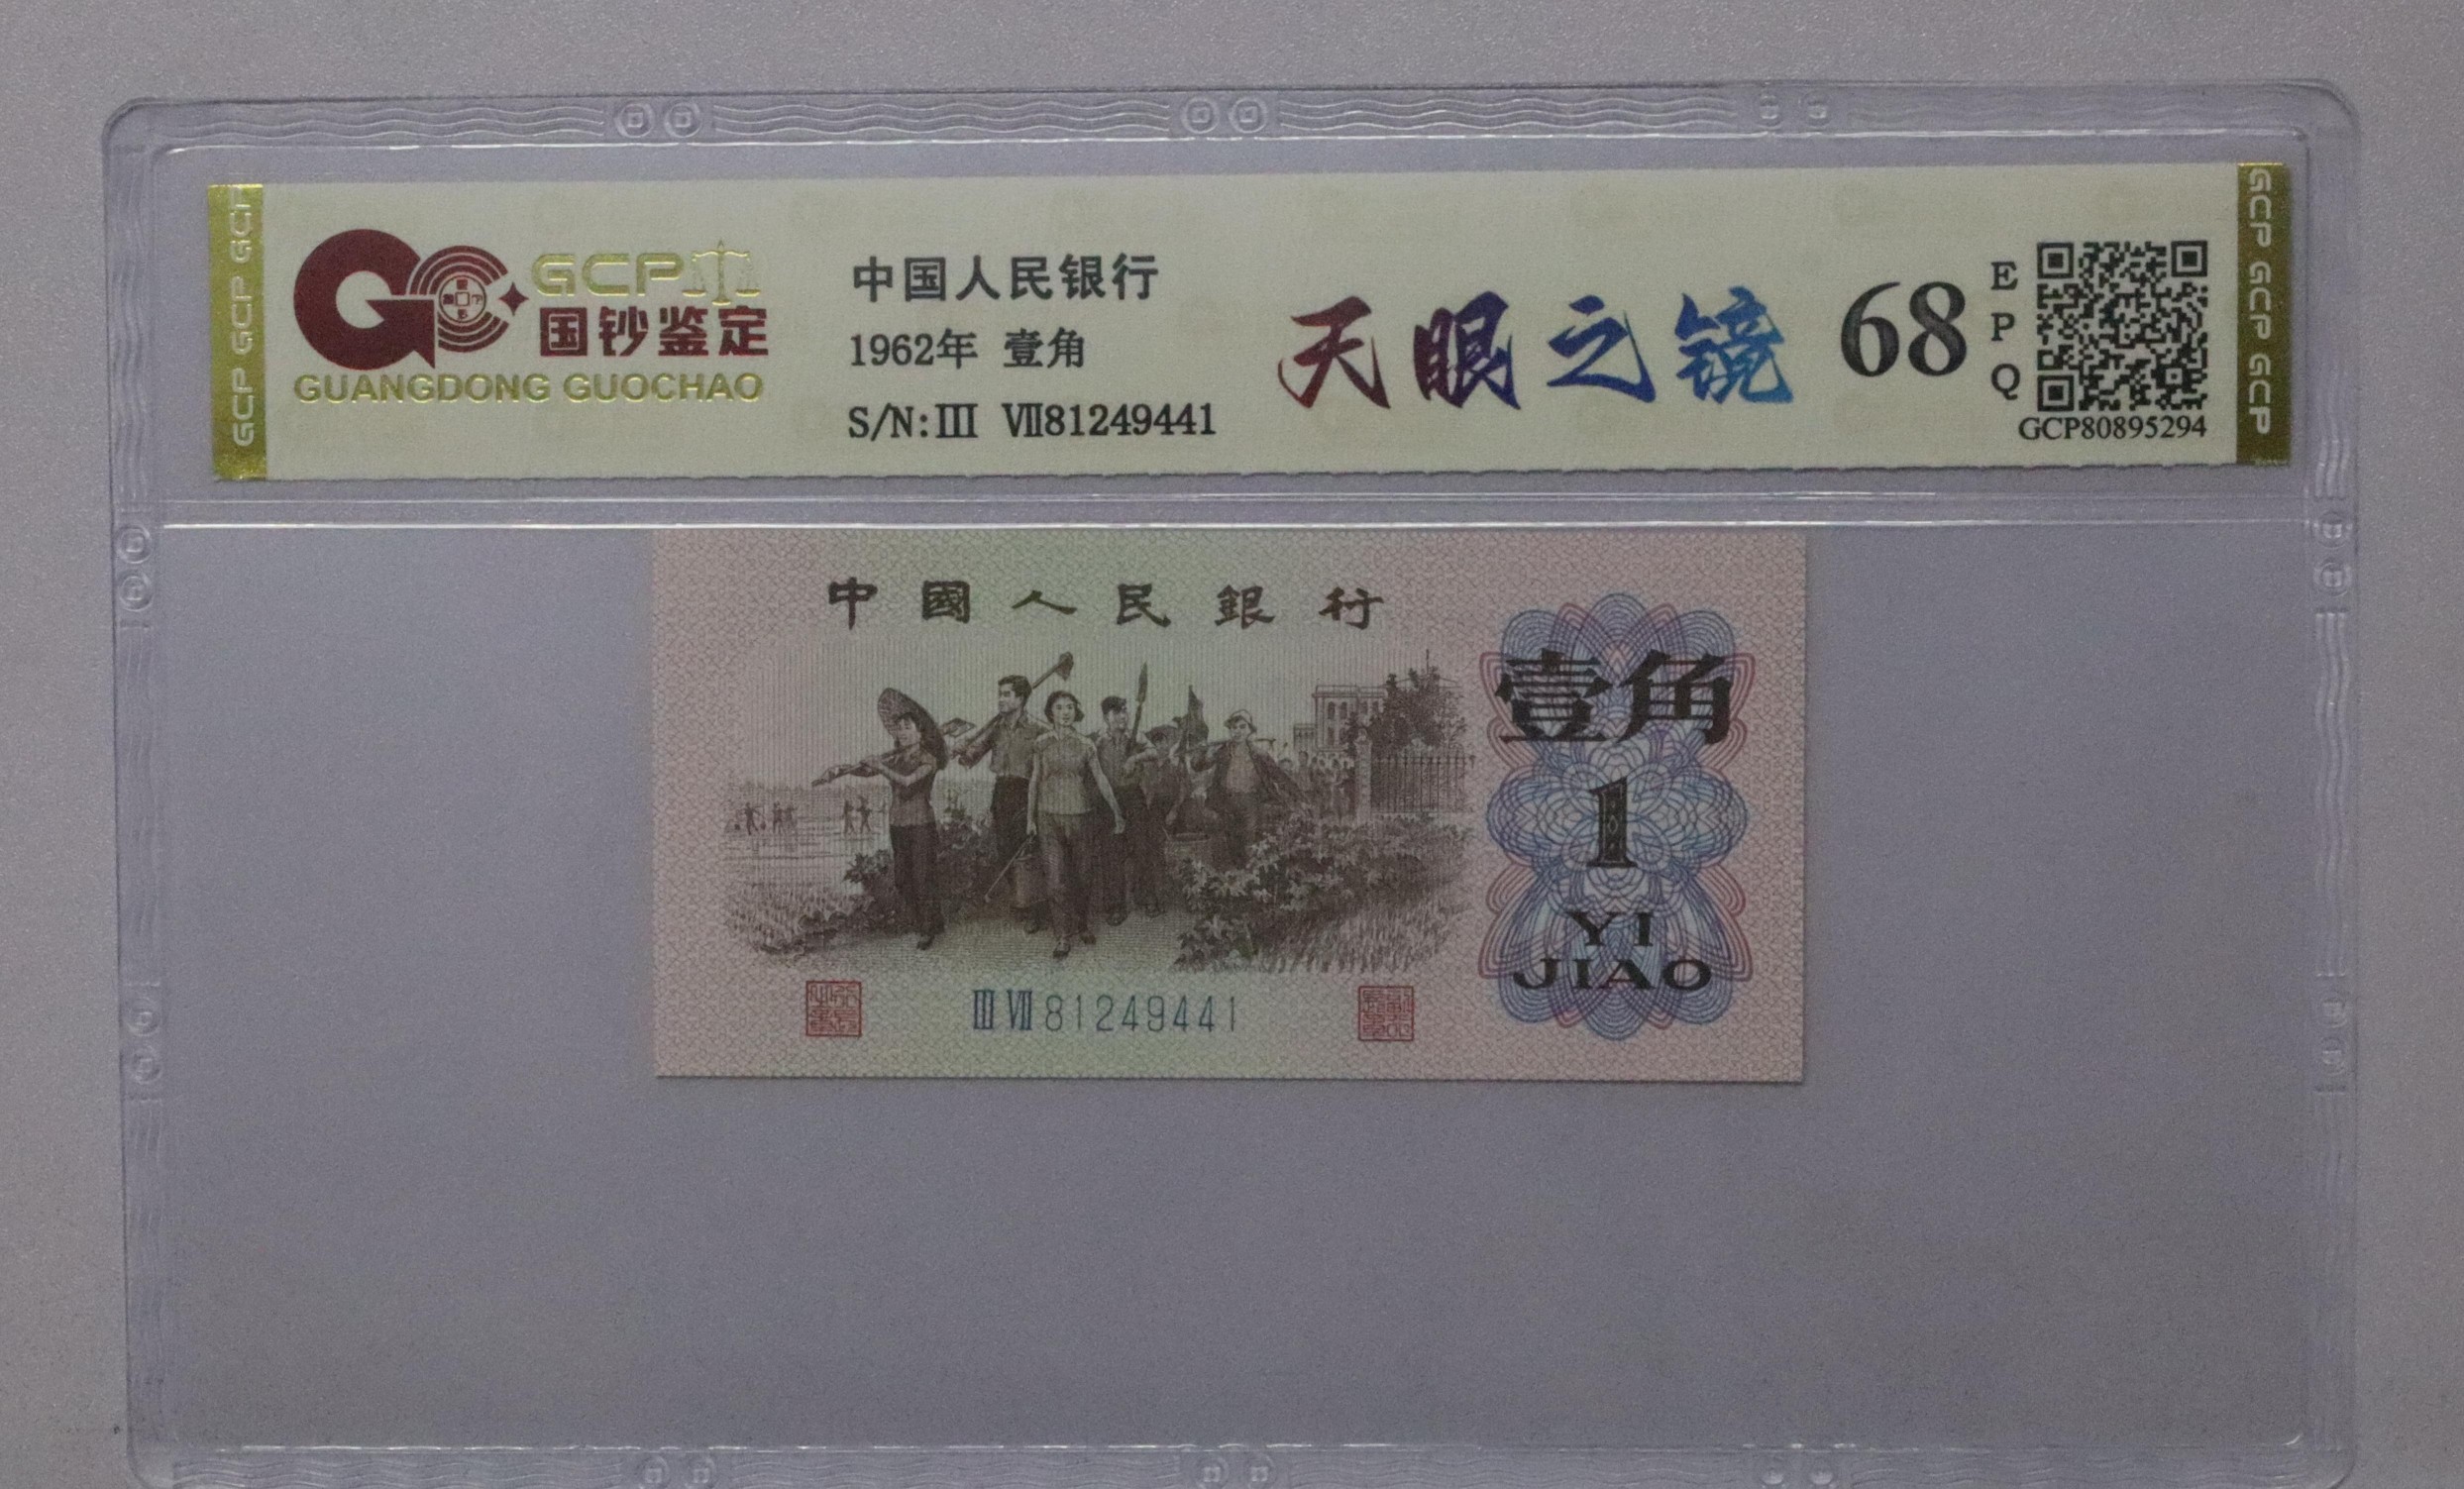 GCP GCP GCP
GCP
国钞鉴定
GUANGDONG GUOCHAO
中国人民银行
1962年 壹角
S/N:Ⅲ Ⅶ81249441
天眼之镜
68
E
P
Q
GCP80895294
GCP GCP GCP
中國人民銀行
壹角
1
YI
JIAO
Ⅲ Ⅶ 81249441